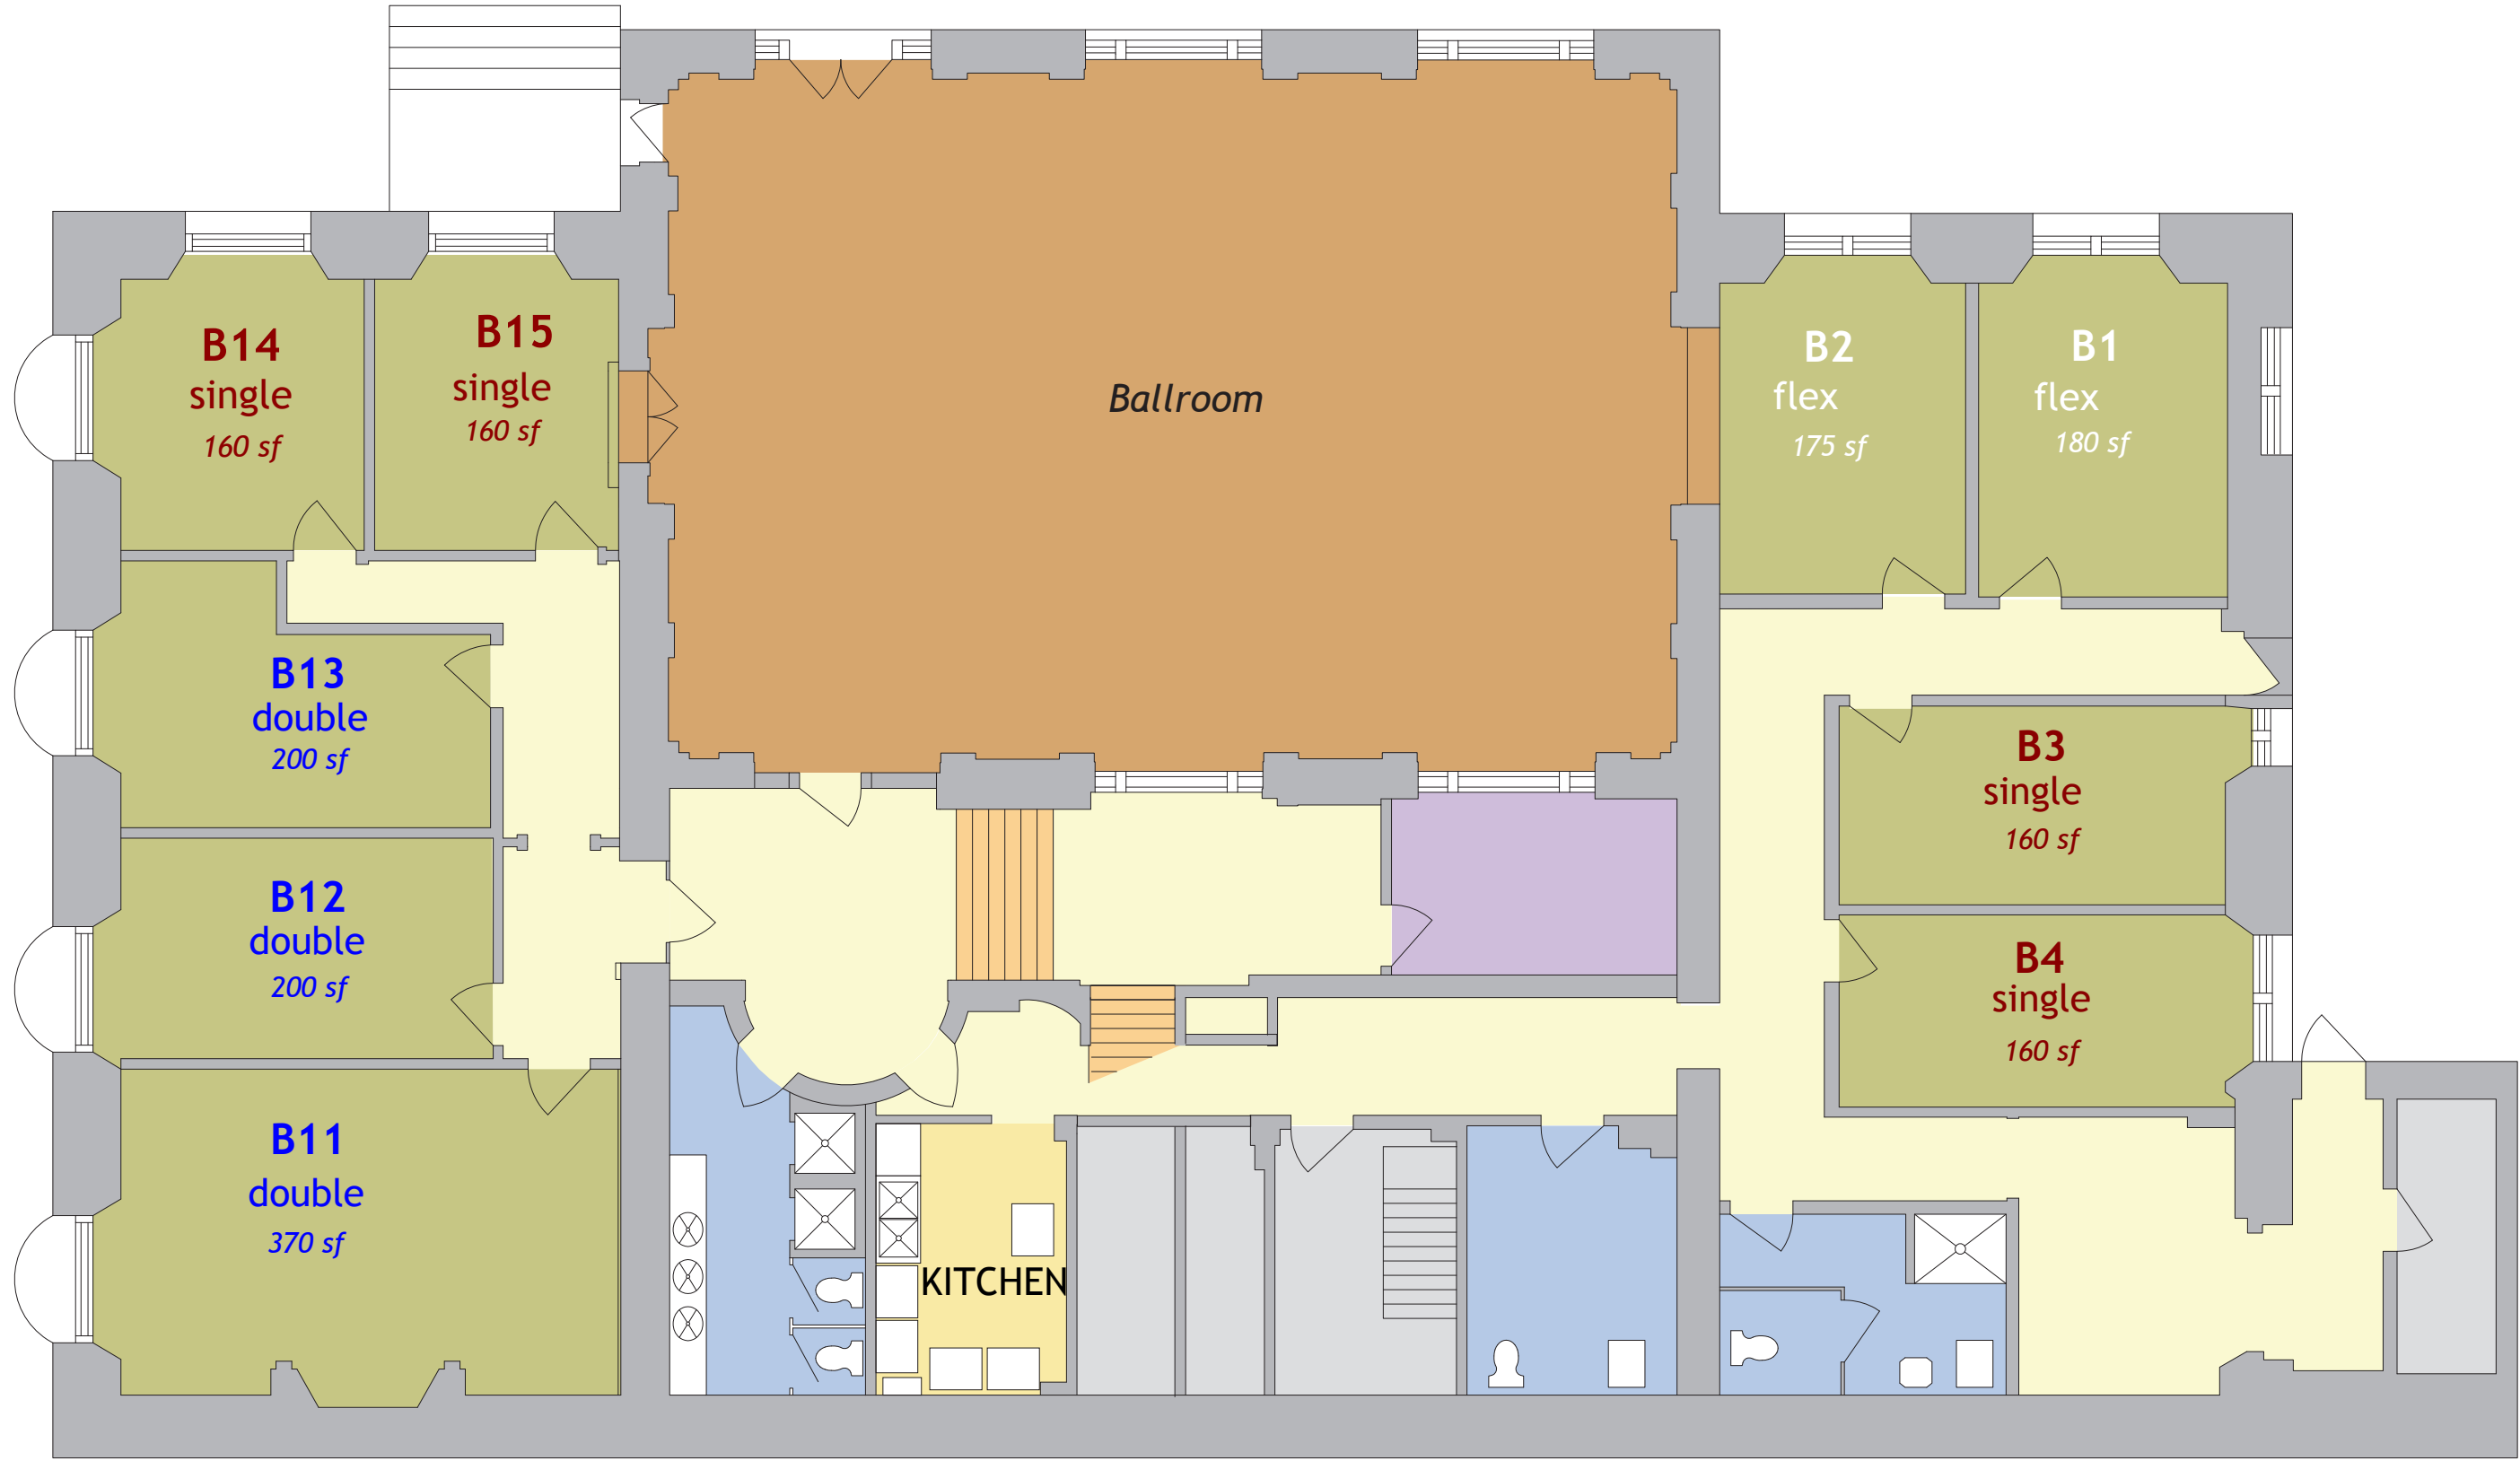 B14
single
160 sf
B15
single
160 sf
Ballroom
B2
flex
175 sf
B1
flex
180 sf
B13
double
200 sf
B3
single
160 sf
B12
double
200 sf
B4
single
160 sf
B11
double
370 sf
KITCHEN